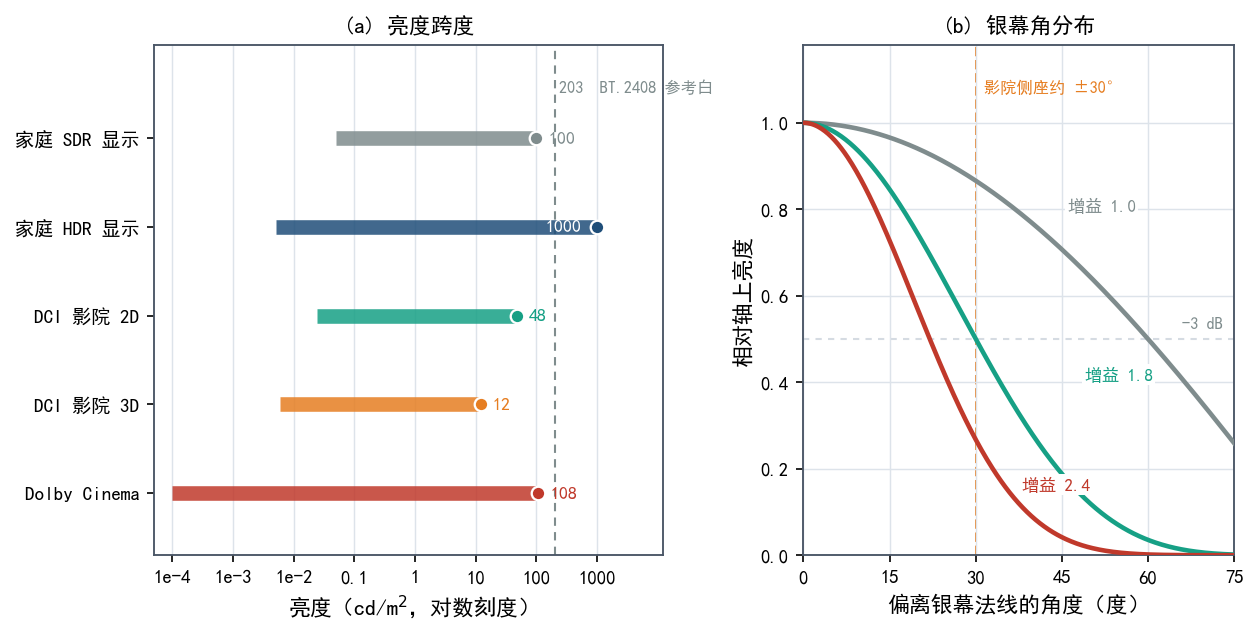 (a) 亮度跨度
203 BT.2408 参考白
家庭 SDR 显示
100
家庭 HDR 显示
1000
DCI 影院 2D
48
DCI 影院 3D
12
Dolby Cinema
108
1e-4 1e-3 1e-2 0.1 1 10 100 1000
亮度（cd/m²，对数刻度）
(b) 银幕角分布
影院侧座约 ±30°
相对轴上亮度
1.0
0.8
0.6
0.4
0.2
0.0
增益 1.0
-3 dB
增益 1.8
增益 2.4
0 15 30 45 60 75
偏离银幕法线的角度（度）